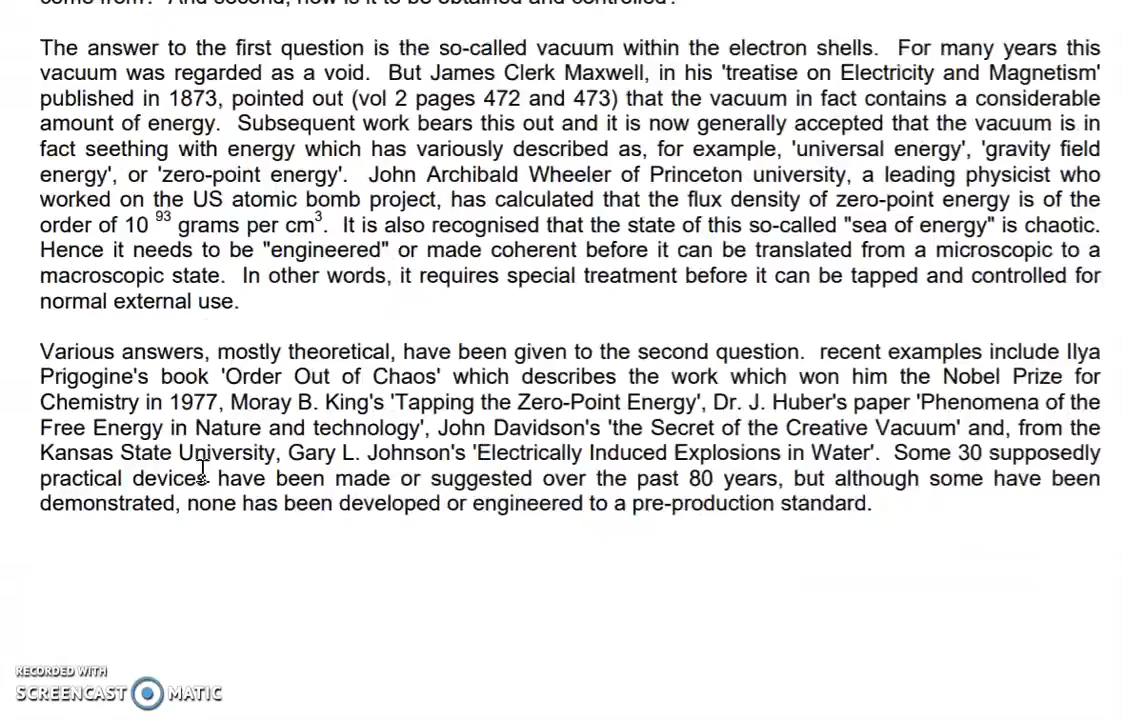 come from? And second, how is it to be obtained and controlled?
The answer to the first question is the so-called vacuum within the electron shells. For many years this
vacuum was regarded as a void. But James Clerk Maxwell, in his 'treatise on Electricity and Magnetism'
published in 1873, pointed out (vol 2 pages 472 and 473) that the vacuum in fact contains a considerable
amount of energy. Subsequent work bears this out and it is now generally accepted that the vacuum is in
fact seething with energy which has variously described as, for example, 'universal energy', 'gravity field
energy', or 'zero-point energy'. John Archibald Wheeler of Princeton university, a leading physicist who
worked on the US atomic bomb project, has calculated that the flux density of zero-point energy is of the
order of 10 ⁹³ grams per cm³. It is also recognised that the state of this so-called "sea of energy" is chaotic.
Hence it needs to be "engineered" or made coherent before it can be translated from a microscopic to a
macroscopic state. In other words, it requires special treatment before it can be tapped and controlled for
normal external use.
Various answers, mostly theoretical, have been given to the second question. recent examples include Ilya
Prigogine's book 'Order Out of Chaos' which describes the work which won him the Nobel Prize for
Chemistry in 1977, Moray B. King's 'Tapping the Zero-Point Energy', Dr. J. Huber's paper 'Phenomena of the
Free Energy in Nature and technology', John Davidson's 'the Secret of the Creative Vacuum' and, from the
Kansas State University, Gary L. Johnson's 'Electrically Induced Explosions in Water'. Some 30 supposedly
practical devices have been made or suggested over the past 80 years, but although some have been
demonstrated, none has been developed or engineered to a pre-production standard.
RECORDED WITH
SCREENCAST MATIC